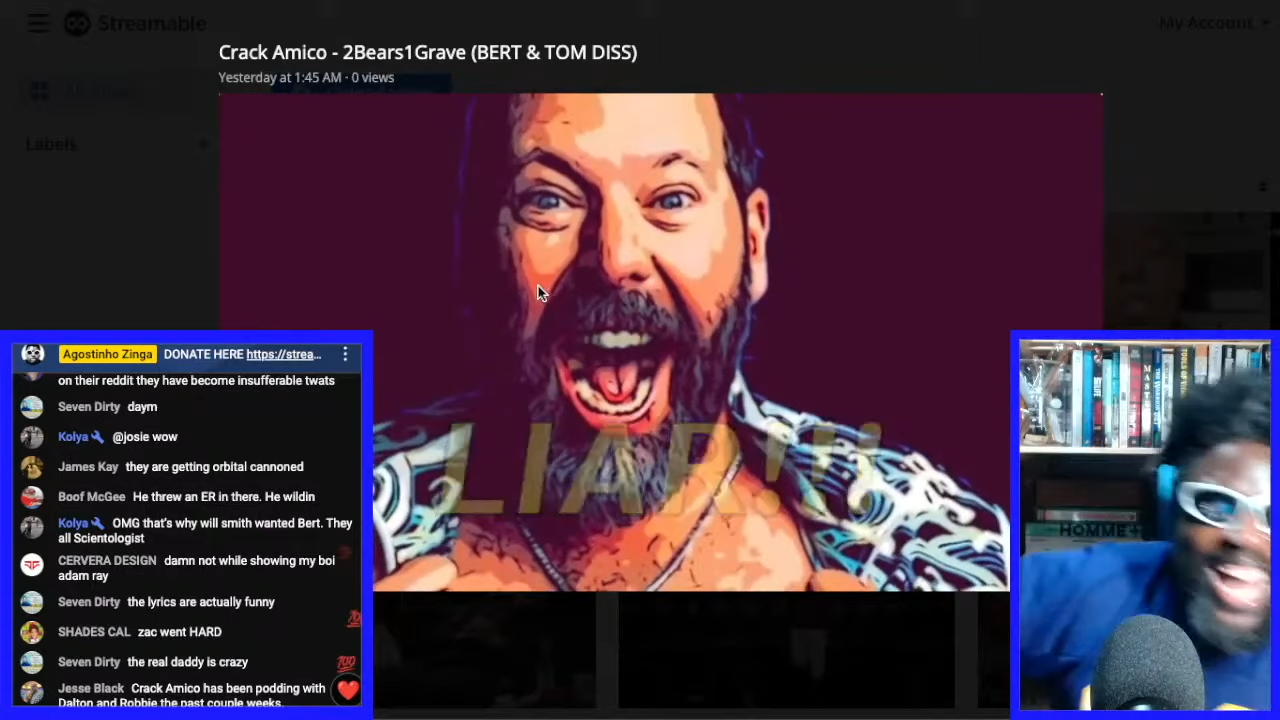 Streamable
My Account
Crack Amico - 2Bears1Grave (BERT & TOM DISS)
Yesterday at 1:45 AM · 0 views
Labels
LIAR!!!
Agostinho Zinga DONATE HERE https://strea...
on their reddit they have become insufferable twats
Seven Dirty daym
Kolya @josie wow
James Kay they are getting orbital cannoned
Boof McGee He threw an ER in there. He wildin
Kolya OMG that's why will smith wanted Bert. They
all Scientologist
CERVERA DESIGN damn not while showing my boi
adam ray
Seven Dirty the lyrics are actually funny
SHADES CAL zac went HARD
Seven Dirty the real daddy is crazy
Jesse Black Crack Amico has been podding with
Dalton and Robbie the past couple weeks.
HOMME+